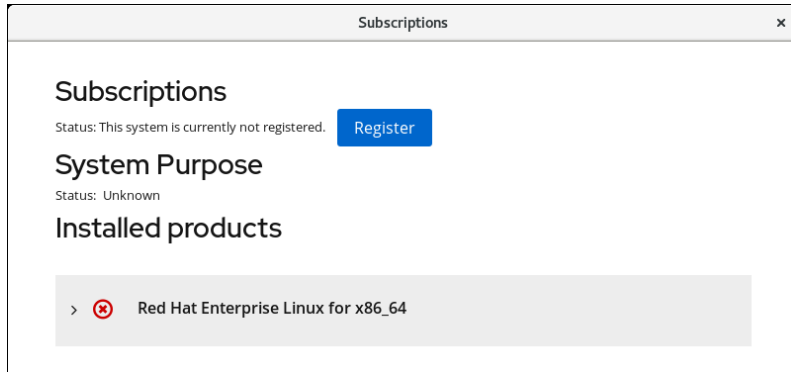 Subscriptions
Subscriptions
Status: This system is currently not registered. Register
System Purpose
Status: Unknown
Installed products
Red Hat Enterprise Linux for x86_64